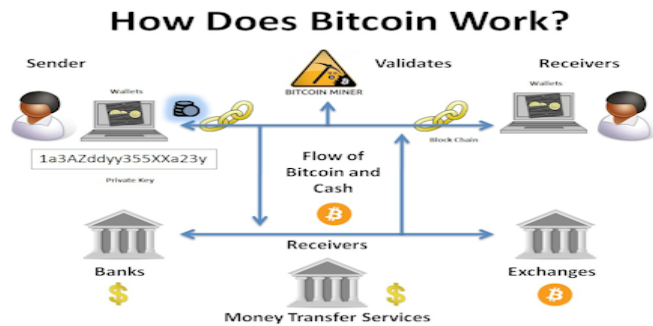 How Does Bitcoin Work?
Sender
Validates
Receivers
Wallets
BITCOIN MINER
Wallets
1a3AZddyy355XXa23y
Block Chain
Private Key
Flow of
Bitcoin and
Cash
Receivers
Banks
Exchanges
Money Transfer Services